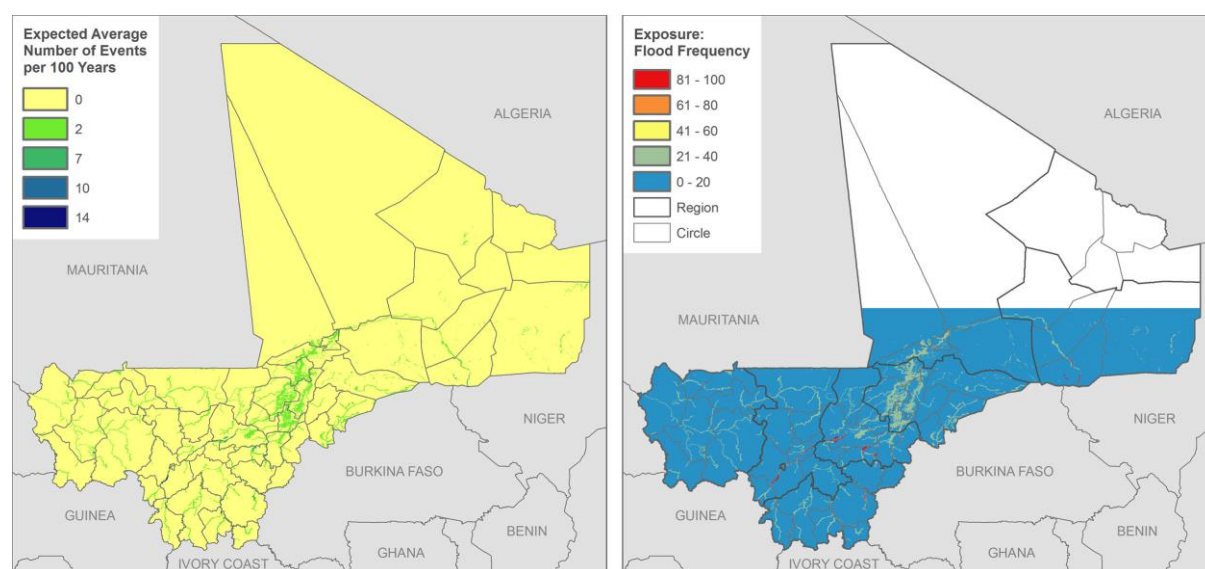 Expected Average
Number of Events
per 100 Years
0
2
7
10
14
ALGERIA
MAURITANIA
NIGER
BURKINA FASO
GUINEA
BENIN
GHANA
IVORY COAST
Exposure:
Flood Frequency
81 - 100
61 - 80
41 - 60
21 - 40
0 - 20
Region
Circle
ALGERIA
MAURITANIA
NIGER
BURKINA FASO
GUINEA
BENIN
GHANA
IVORY COAST